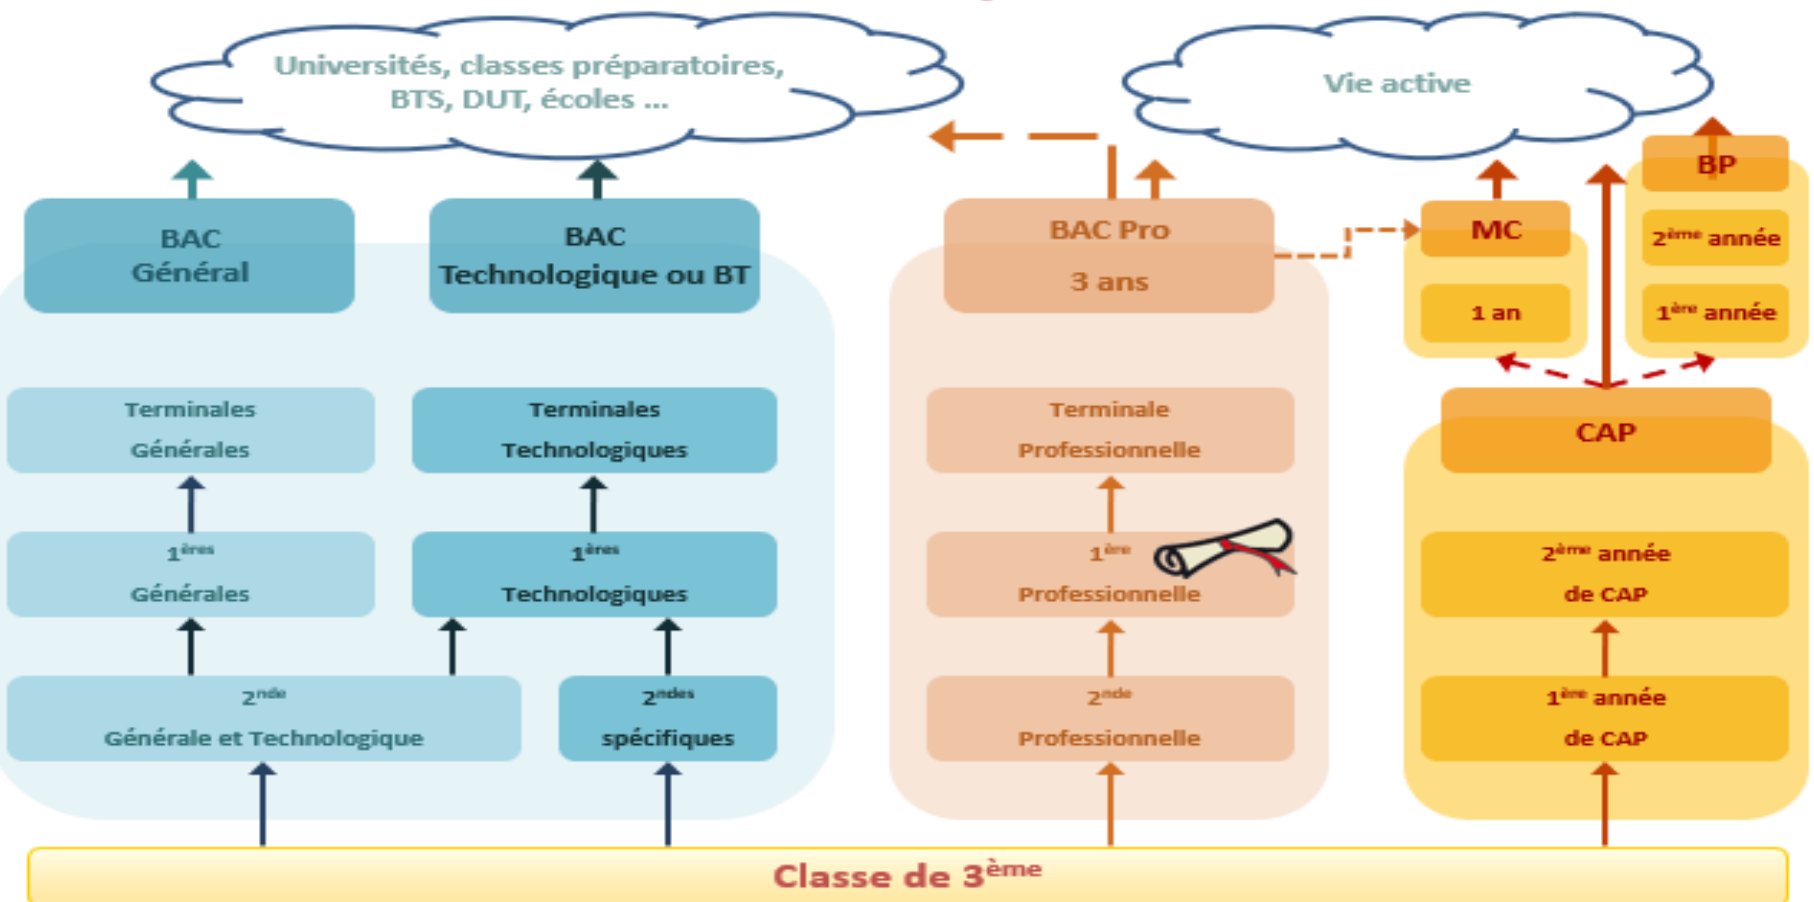 Universités, classes préparatoires,
BTS, DUT, écoles ...
Vie active
BAC
Général
BAC
Technologique ou BT
BAC Pro
3 ans
MC
1 an
BP
2ème année
1ère année
Terminales
Générales
Terminales
Technologiques
Terminale
Professionnelle
CAP
1ères
Générales
1ères
Technologiques
1ère
Professionnelle
2ème année
de CAP
2nde
Générale et Technologique
2ndes
spécifiques
2nde
Professionnelle
1ère année
de CAP
Classe de 3ème